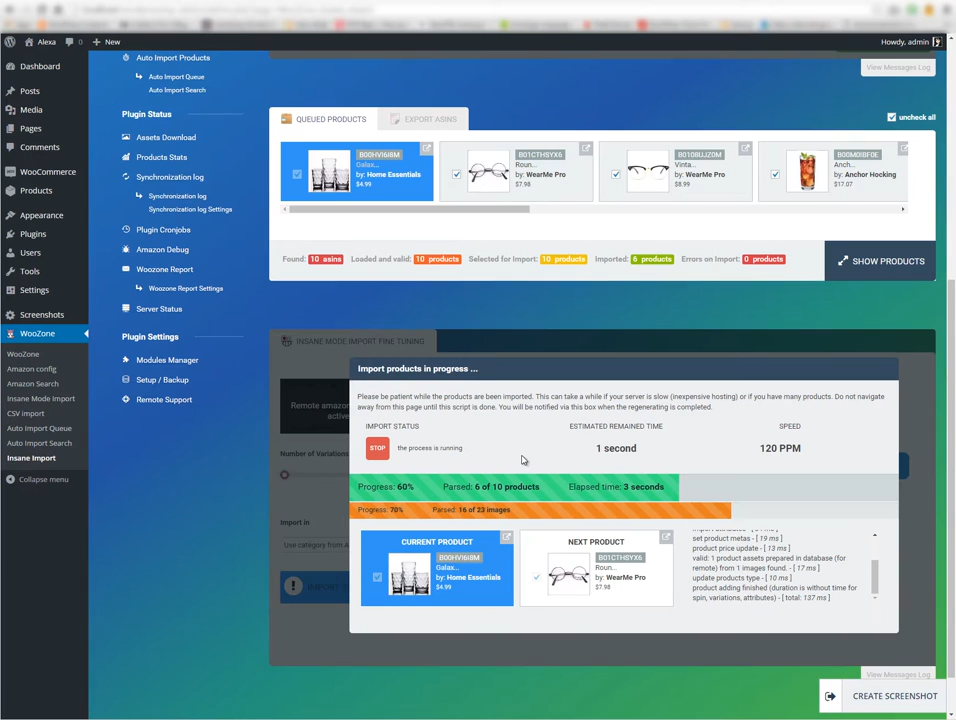 Alexa
0
New
Howdy, admin
Dashboard
Posts
Media
Pages
Comments
WooCommerce
Products
Appearance
Plugins
Users
Tools
Settings
Screenshots
WooZone
WooZone
Amazon config
Amazon Search
Insane Mode Import
CSV import
Auto Import Queue
Auto Import Search
Insane Import
Collapse menu
Auto Import Products
Auto Import Queue
Auto Import Search
Plugin Status
Assets Download
Products Stats
Synchronization log
Synchronization log
Synchronization log Settings
Plugin Cronjobs
Amazon Debug
Woozone Report
Woozone Report Settings
Server Status
Plugin Settings
Modules Manager
Setup / Backup
Remote Support
View Messages Log
QUEUED PRODUCTS
EXPORT ASINS
uncheck all
B00HVI6I8M
Galax...
by: Home Essentials
$4.99
B01CTHSYX6
Roun...
by: WearMe Pro
$7.98
B0108UJZ0M
Vinta...
by: WearMe Pro
$8.99
B00M0IBF0E
Anch...
by: Anchor Hocking
$17.07
Found: 10 asins Loaded and valid: 10 products Selected for Import: 10 products Imported: 6 products Errors on Import: 0 products
SHOW PRODUCTS
INSANE MODE IMPORT FINE TUNING
Remote amazon
active
Number of Variations
Import in
Use category from A
IMPORT
Import products in progress ...
Please be patient while the products are been imported. This can take a while if your server is slow (inexpensive hosting) or if you have many products. Do not navigate
away from this page until this script is done. You will be notified via this box when the regenerating is completed.
IMPORT STATUS
ESTIMATED REMAINED TIME
SPEED
STOP
the process is running
1 second
120 PPM
Progress: 60% Parsed: 6 of 10 products Elapsed time: 3 seconds
Progress: 70% Parsed: 16 of 23 images
CURRENT PRODUCT
B00HVI6I8M
Galax...
by: Home Essentials
$4.99
NEXT PRODUCT
B01CTHSYX6
Roun...
by: WearMe Pro
$7.98
set product metas - [ 19 ms ]
product price update - [ 13 ms ]
valid: 1 product assets prepared in database (for
remote) from 1 images found. - [ 17 ms ]
update products type - [ 10 ms ]
product adding finished (duration is without time for
spin, variations, attributes) - [ total: 137 ms ]
View Messages Log
CREATE SCREENSHOT